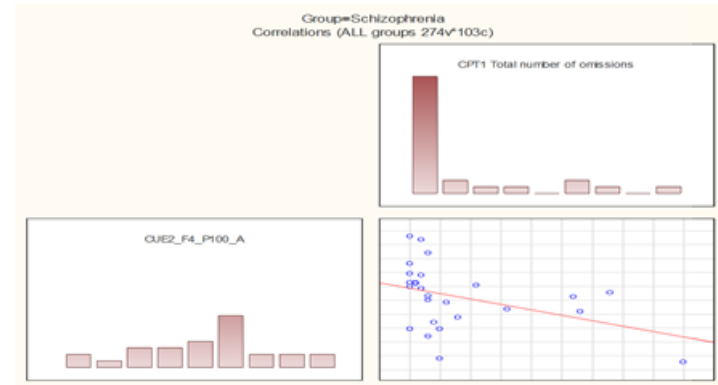 Group=Schizophrenia
Correlations (ALL groups 274v*103c)
CPT1 Total number of omissions
CUE2_F4_P100_A